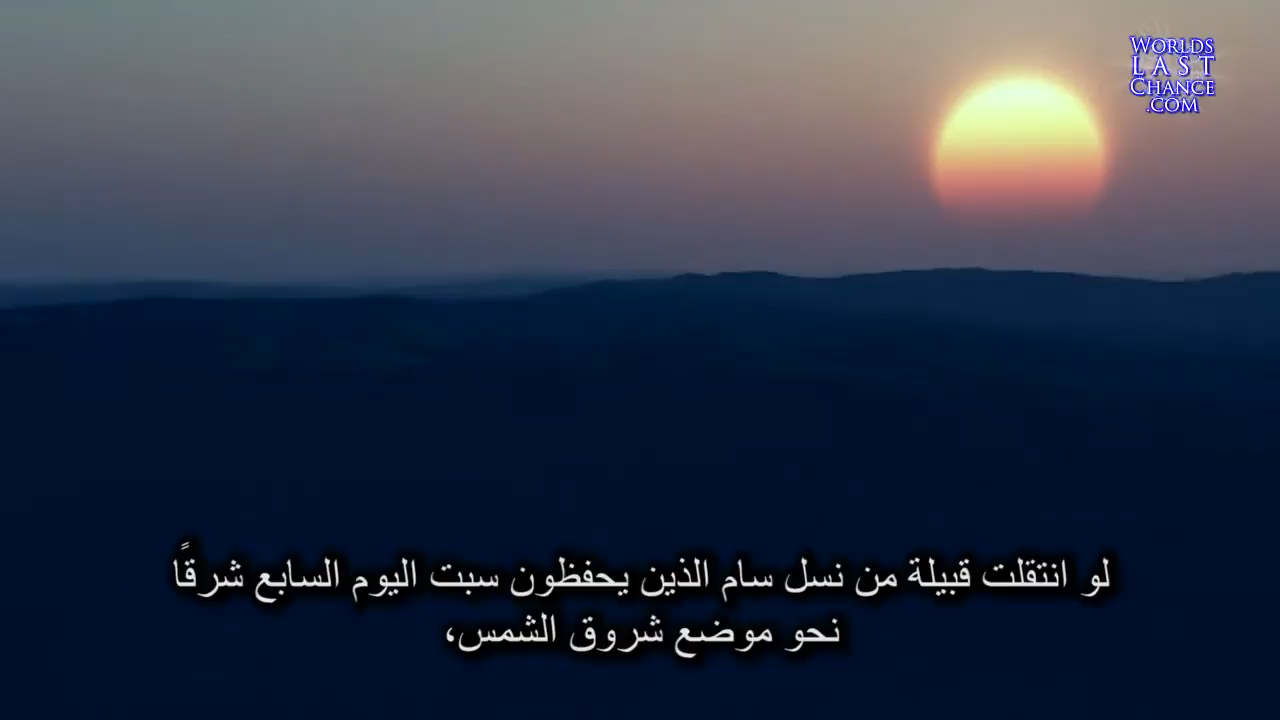 WORLDS
LAST
CHANCE
.COM
لو انتقلت قبيلة من نسل سام الذين يحفظون سبت اليوم السابع شرقًا
نحو موضع شروق الشمس،